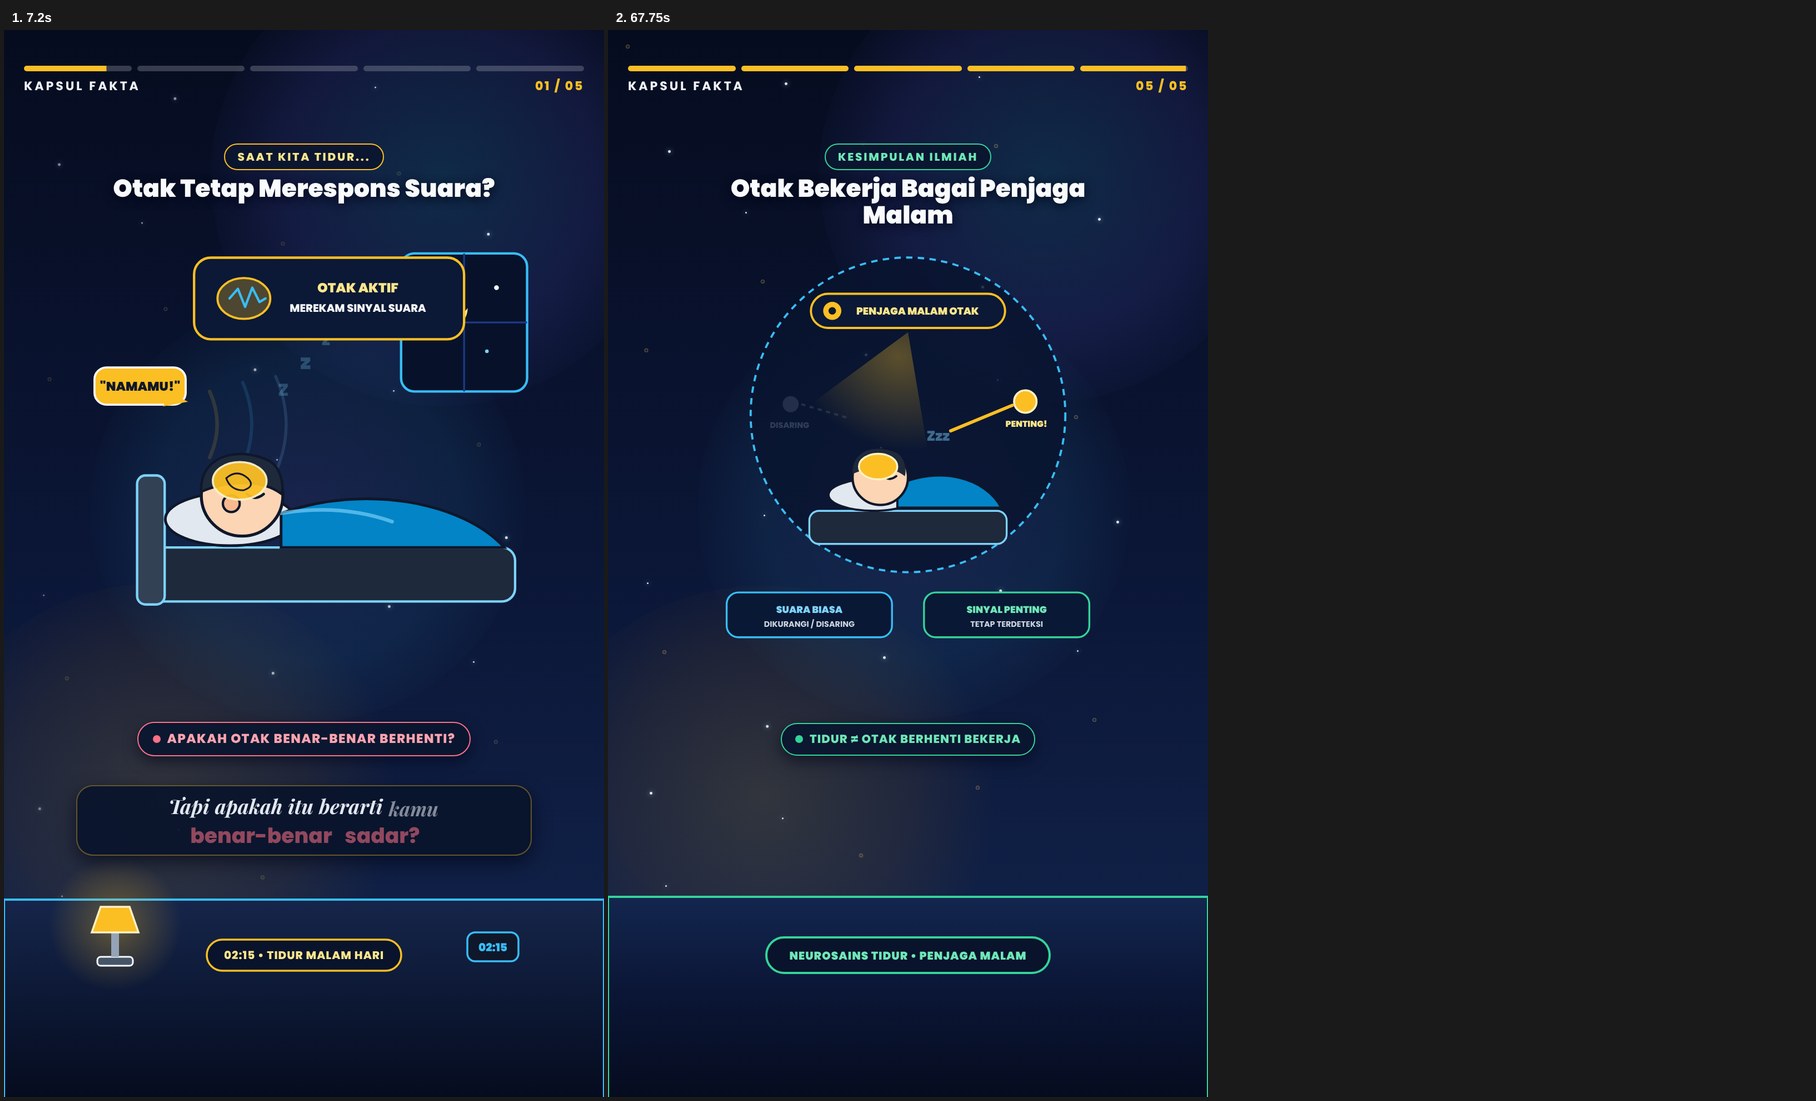 1. 7.2s
KAPSUL FAKTA
01 / 05
SAAT KITA TIDUR...
Otak Tetap Merespons Suara?
OTAK AKTIF
MEREKAM SINYAL SUARA
Z
Z
Z
"NAMAMU!"
APAKAH OTAK BENAR-BENAR BERHENTI?
Tapi apakah itu berarti kamu
benar-benar sadar?
02:15 • TIDUR MALAM HARI
02:15
2. 67.75s
KAPSUL FAKTA
05 / 05
KESIMPULAN ILMIAH
Otak Bekerja Bagai Penjaga
Malam
PENJAGA MALAM OTAK
DISARING
PENTING!
Zzz
SUARA BIASA
DIKURANGI / DISARING
SINYAL PENTING
TETAP TERDETEKSI
TIDUR ≠ OTAK BERHENTI BEKERJA
NEUROSAINS TIDUR • PENJAGA MALAM